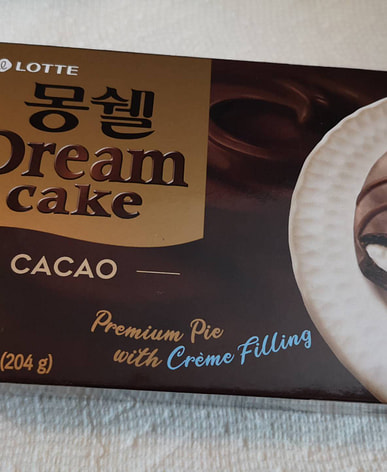 LOTTE
몽쉘
Dream
cake
CACAO
Premium Pie
with Crème Filling
(204 g)